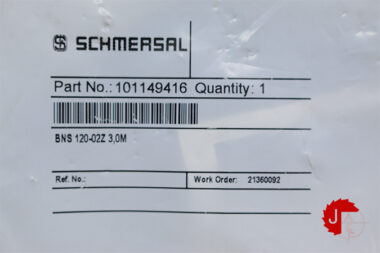 SCHMERSAL
Part No.: 101149416 Quantity: 1
BNS 120-02Z 3,0M
Ref. No.: Work Order: 21360092
J